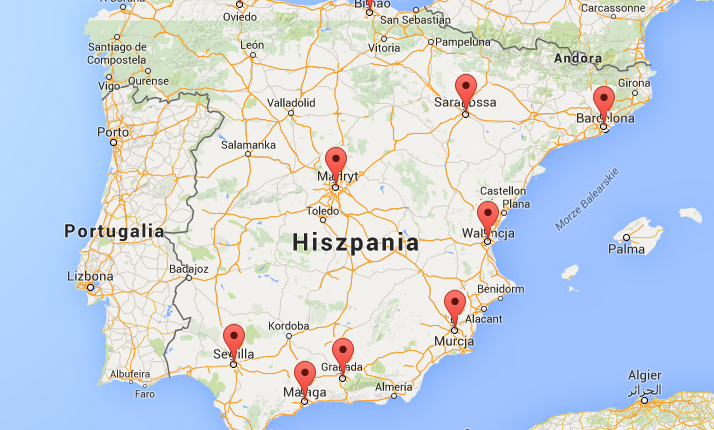 Oviedo
Bilbao
San Sebastian
Carcassonne
Santiago de
Compostela
León
Vitoria
Pampeluna
Andora
Vigo
Ourense
Girona
Valladolid
Saragossa
Barcelona
Porto
Salamanka
Madryt
Castellon
Plana
Morze Balearskie
Toledo
Portugalia
Hiszpania
Walencja
Palma
Lizbona
Badajoz
Benidorm
Kordoba
Alacant
Murcja
Sewilla
Granada
Albufeira
Faro
Malaga
Almeria
Algier
الجزائر